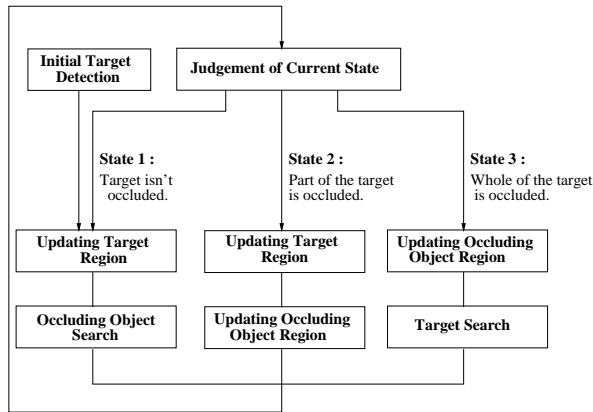 Initial Target
Detection
Judgement of Current State
State 1 :
Target isn't
occluded.
State 2 :
Part of the target
is occluded.
State 3 :
Whole of the target
is occluded.
Updating Target
Region
Updating Target
Region
Updating Occluding
Object Region
Occluding Object
Search
Updating Occluding
Object Region
Target Search